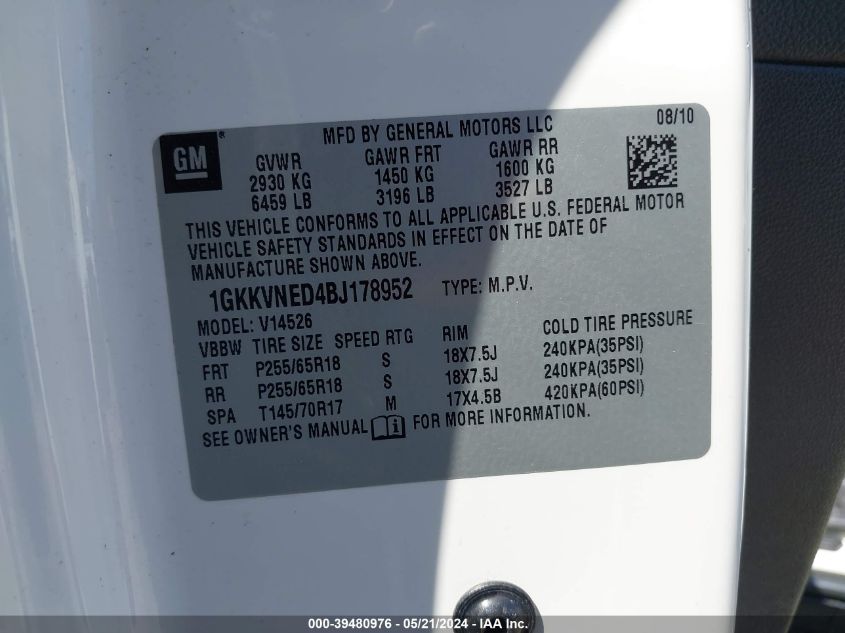 GM
MFD BY GENERAL MOTORS LLC
08/10
GVWR GAWR FRT GAWR RR
2930 KG 1450 KG 1600 KG
6459 LB 3196 LB 3527 LB
THIS VEHICLE CONFORMS TO ALL APPLICABLE U.S. FEDERAL MOTOR
VEHICLE SAFETY STANDARDS IN EFFECT ON THE DATE OF
MANUFACTURE SHOWN ABOVE.
1GKKVNED4BJ178952 TYPE: M.P.V.
MODEL: V14526
VBBW TIRE SIZE SPEED RTG RIM COLD TIRE PRESSURE
FRT P255/65R18 S 18X7.5J 240KPA(35PSI)
RR P255/65R18 S 18X7.5J 240KPA(35PSI)
SPA T145/70R17 M 17X4.5B 420KPA(60PSI)
SEE OWNER'S MANUAL FOR MORE INFORMATION.
000-39480976 - 05/21/2024 - IAA Inc.